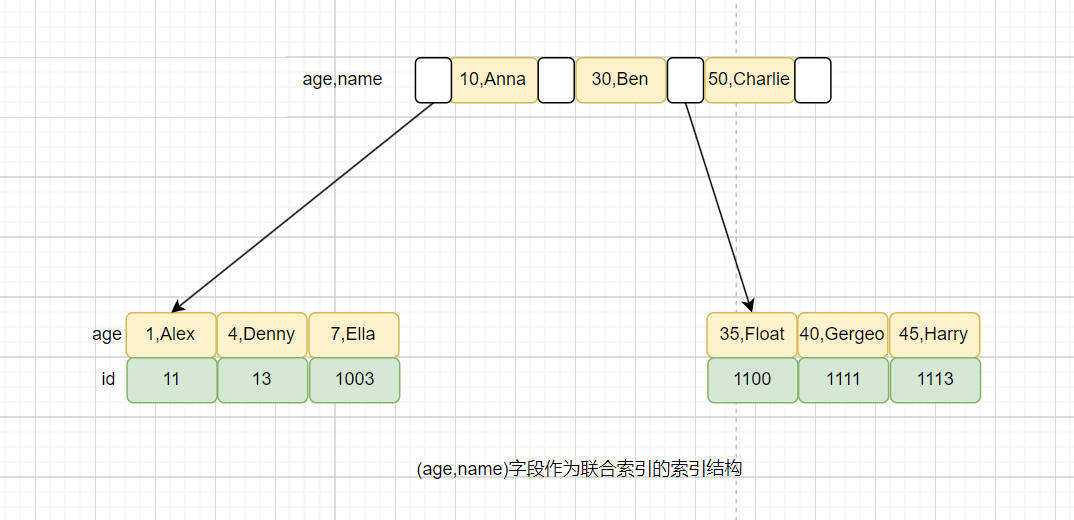 age,name 10,Anna 30,Ben 50,Charlie
age 1,Alex 4,Denny 7,Ella 35,Float 40,Gergeo 45,Harry
id 11 13 1003 1100 1111 1113
(age,name)字段作为联合索引的索引结构